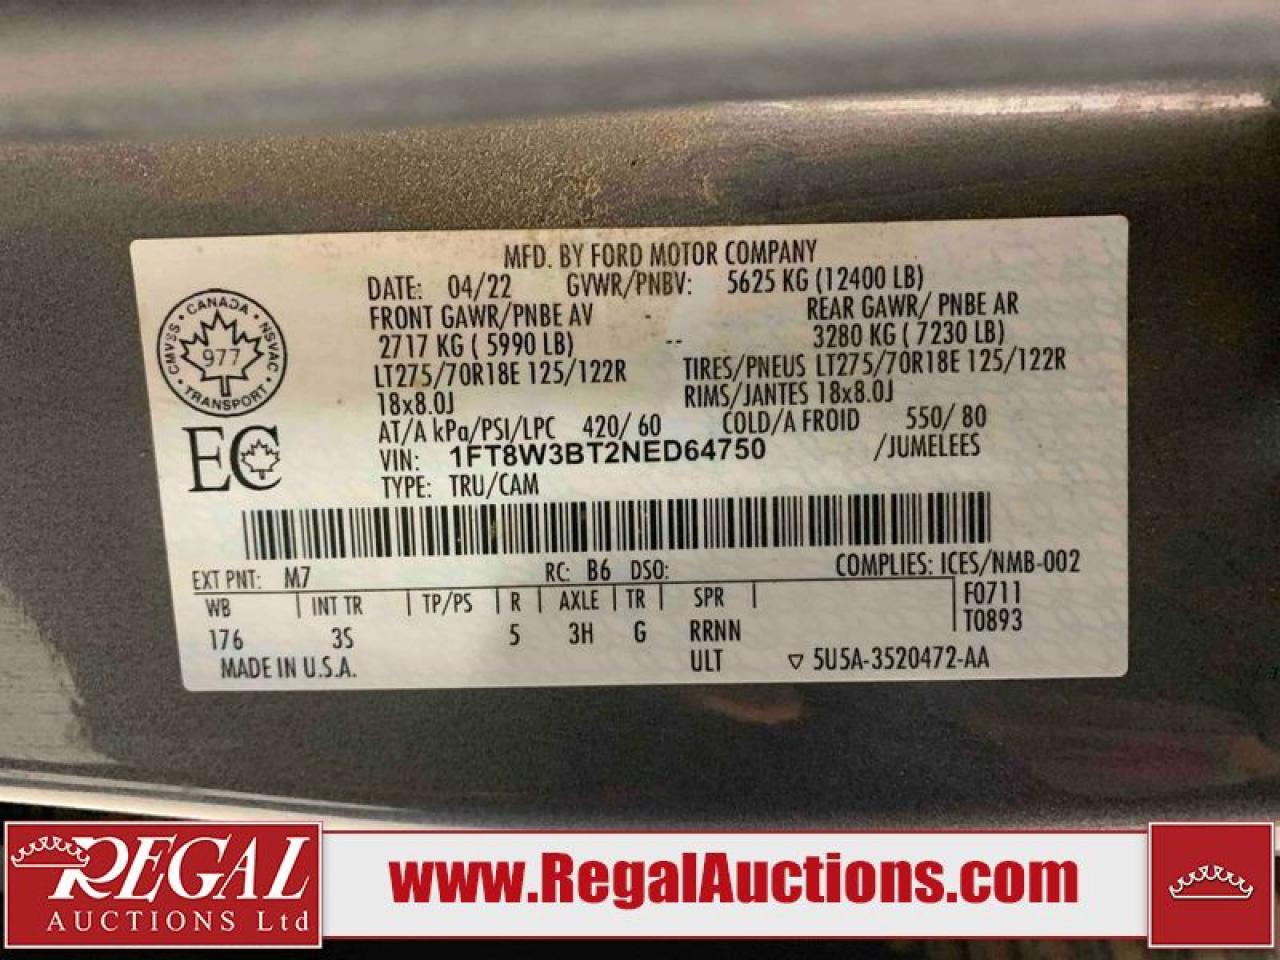 MFD. BY FORD MOTOR COMPANY
DATE: 04/22 GVWR/PNBV: 5625 KG (12400 LB)
FRONT GAWR/PNBE AV REAR GAWR/ PNBE AR
2717 KG ( 5990 LB) -- 3280 KG ( 7230 LB)
LT275/70R18E 125/122R TIRES/PNEUS LT275/70R18E 125/122R
18x8.0J RIMS/JANTES 18x8.0J
AT/A kPa/PSI/LPC 420/ 60 COLD/A FROID 550/ 80
VIN: 1FT8W3BT2NED64750 /JUMELEES
TYPE: TRU/CAM
CANADA
CMVSS NSVAC
977
TRANSPORT
EC
EXT PNT: M7 RC: B6 DSO: COMPLIES: ICES/NMB-002
WB | INT TR | TP/PS | R | AXLE | TR | SPR | F0711
T0893
176 3S 5 3H G RRNN
MADE IN U.S.A. ULT ▽ 5U5A-3520472-AA
REGAL
AUCTIONS Ltd
www.RegalAuctions.com